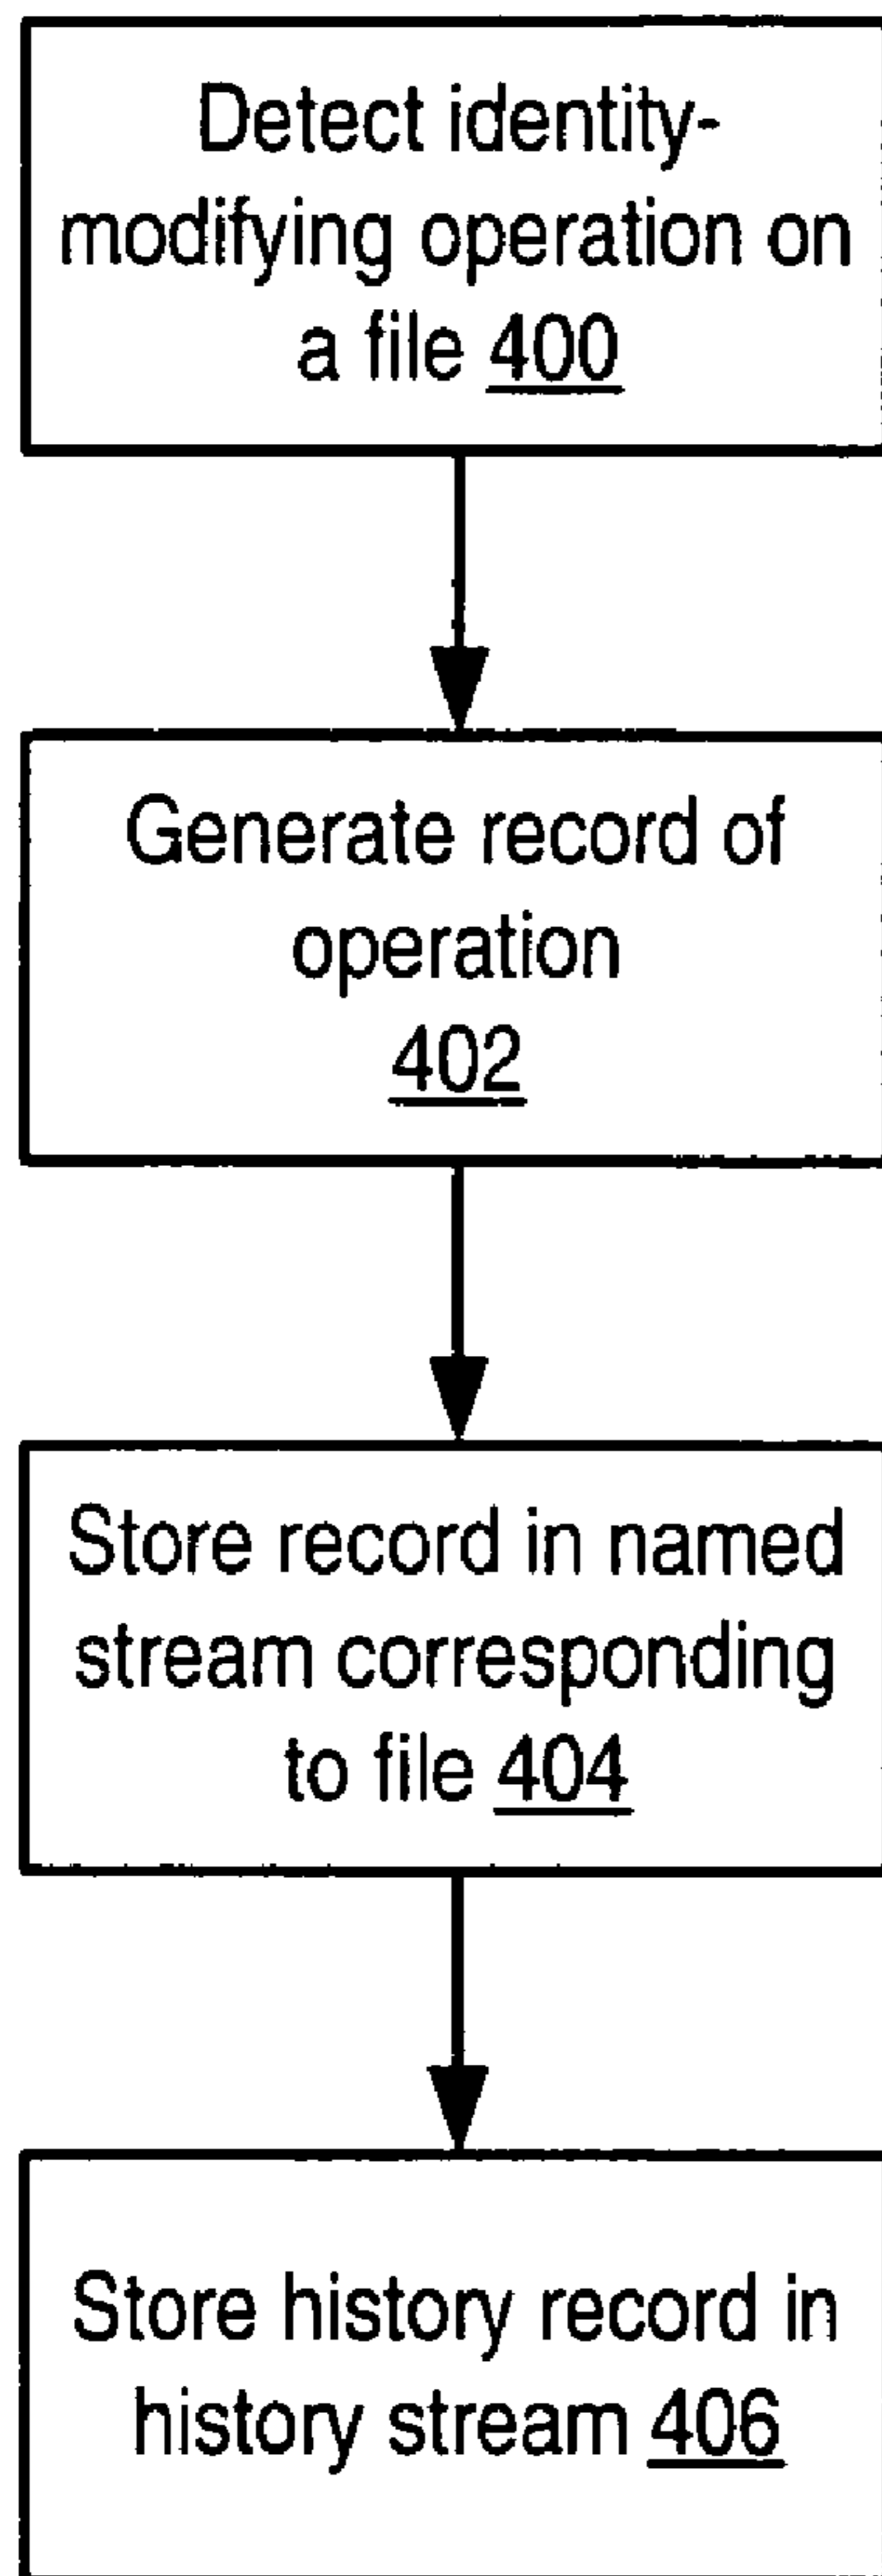 Detect identity-
modifying operation on
a file 400
Generate record of
operation
402
Store record in named
stream corresponding
to file 404
Store history record in
history stream 406